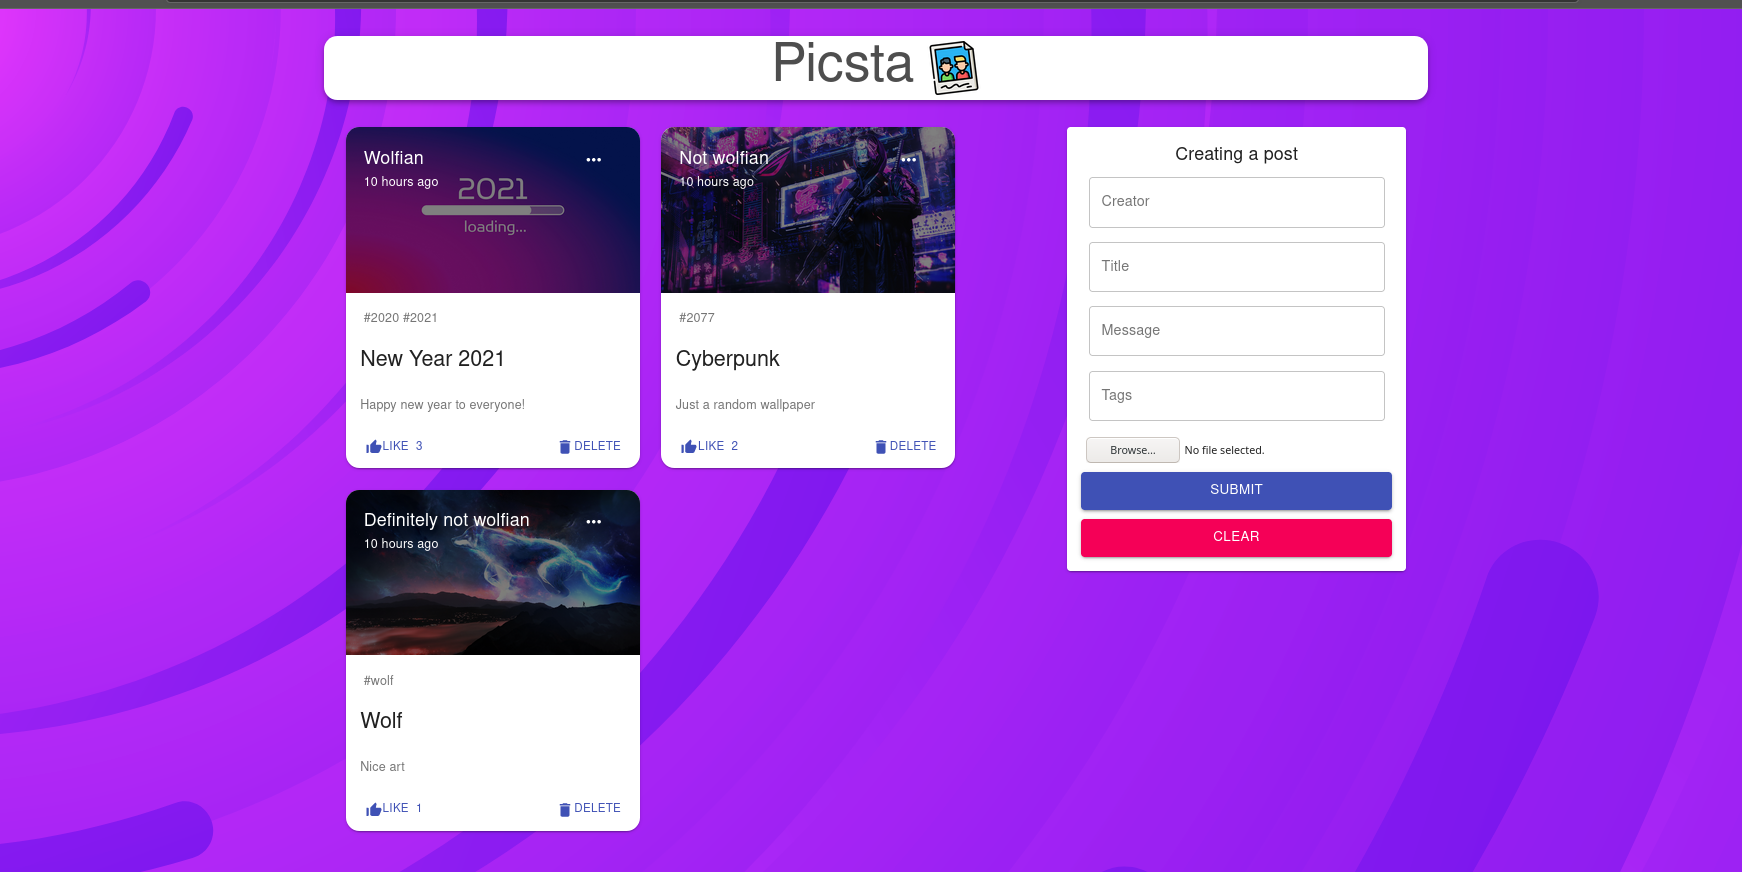 Picsta
Wolfian
10 hours ago
2021
loading...
#2020 #2021
New Year 2021
Happy new year to everyone!
LIKE 3
DELETE
Not wolfian
10 hours ago
#2077
Cyberpunk
Just a random wallpaper
LIKE 2
DELETE
Definitely not wolfian
10 hours ago
#wolf
Wolf
Nice art
LIKE 1
DELETE
Creating a post
Creator
Title
Message
Tags
Browse... No file selected.
SUBMIT
CLEAR